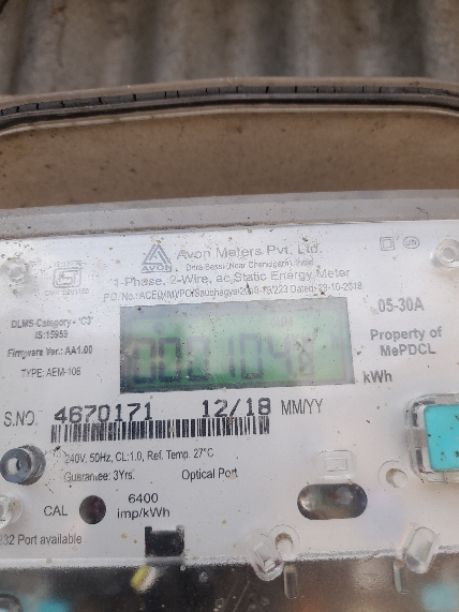 AVON
Avon Meters Pvt. Ltd.
1-Phase, 2-Wire, ac Static Energy Meter
DLMS-Category - 'C3'
IS:15959
Firmware Ver.: AA1.00
TYPE: AEM-106
05-30A
Property of
MePDCL
kWh
S.NO. 4670171 12/18 MM/YY
240V, 50Hz, CL:1.0, Ref. Temp. 27°C
Guarantee: 3Yrs. Optical Port
CAL 6400
imp/kWh
232 Port available